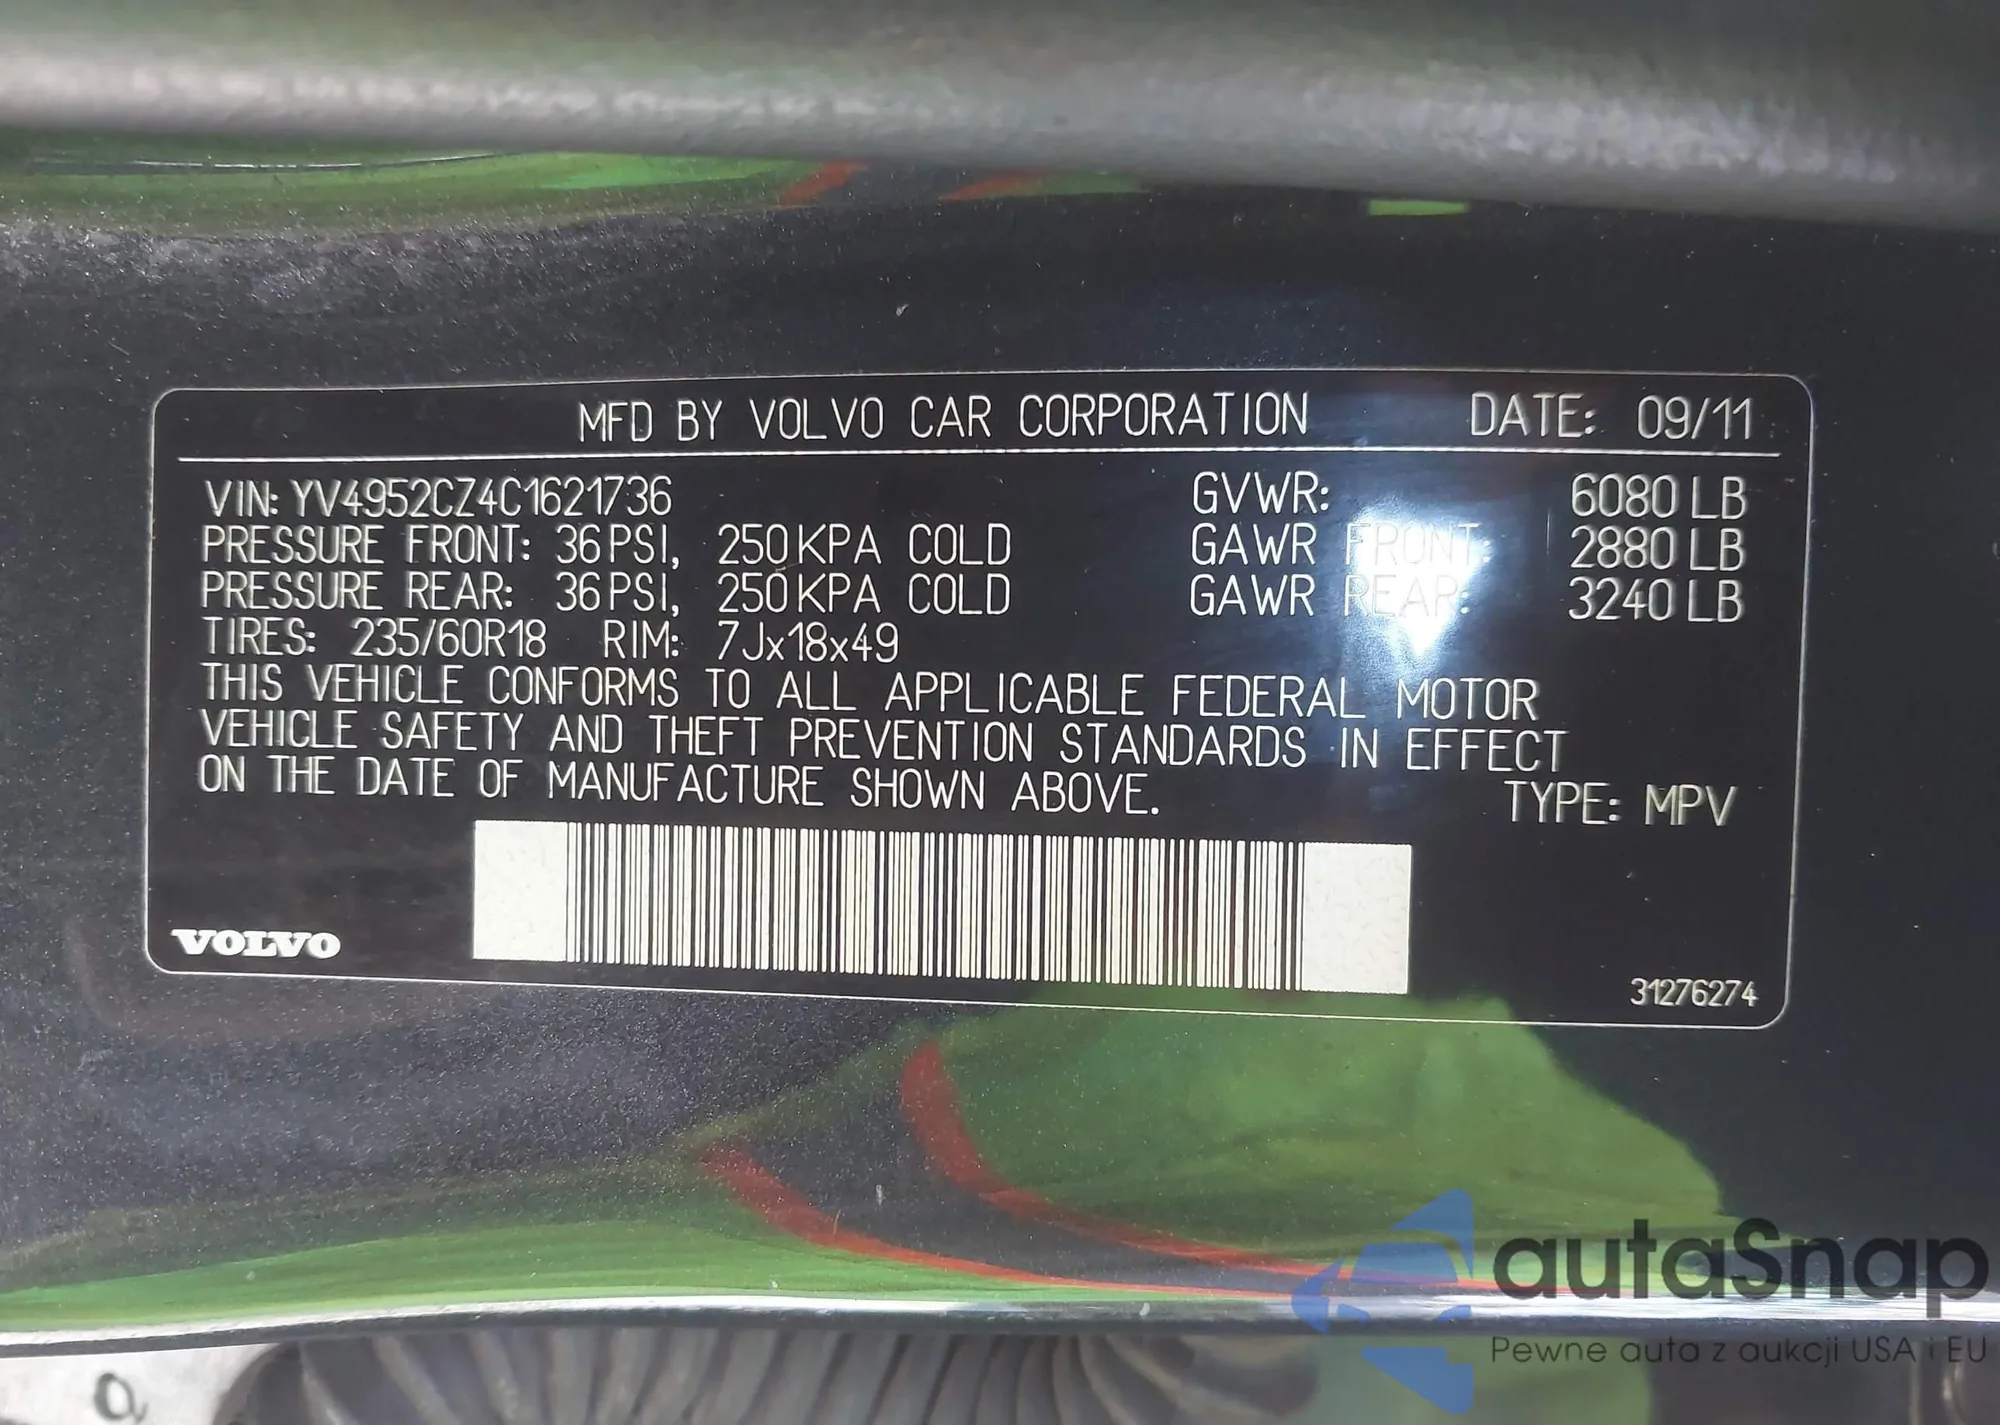 MFD BY VOLVO CAR CORPORATION DATE: 09/11
VIN: YV4952CZ4C1621736 GVWR: 6080 LB
PRESSURE FRONT: 36 PSI, 250 KPA COLD GAWR FRONT: 2880 LB
PRESSURE REAR: 36 PSI, 250 KPA COLD GAWR REAR: 3240 LB
TIRES: 235/60R18 RIM: 7Jx18x49
THIS VEHICLE CONFORMS TO ALL APPLICABLE FEDERAL MOTOR
VEHICLE SAFETY AND THEFT PREVENTION STANDARDS IN EFFECT
ON THE DATE OF MANUFACTURE SHOWN ABOVE.
TYPE: MPV
VOLVO
31276274
autaSnap
Pewne auta z aukcji USA i EU